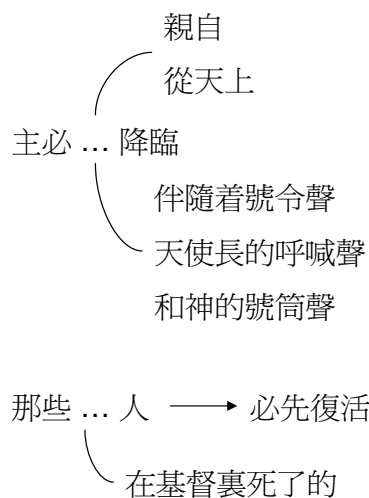 親自
從天上
主必 … 降臨
伴隨着號令聲
天使長的呼喊聲
和神的號筒聲
那些 … 人 → 必先復活
在基督裏死了的